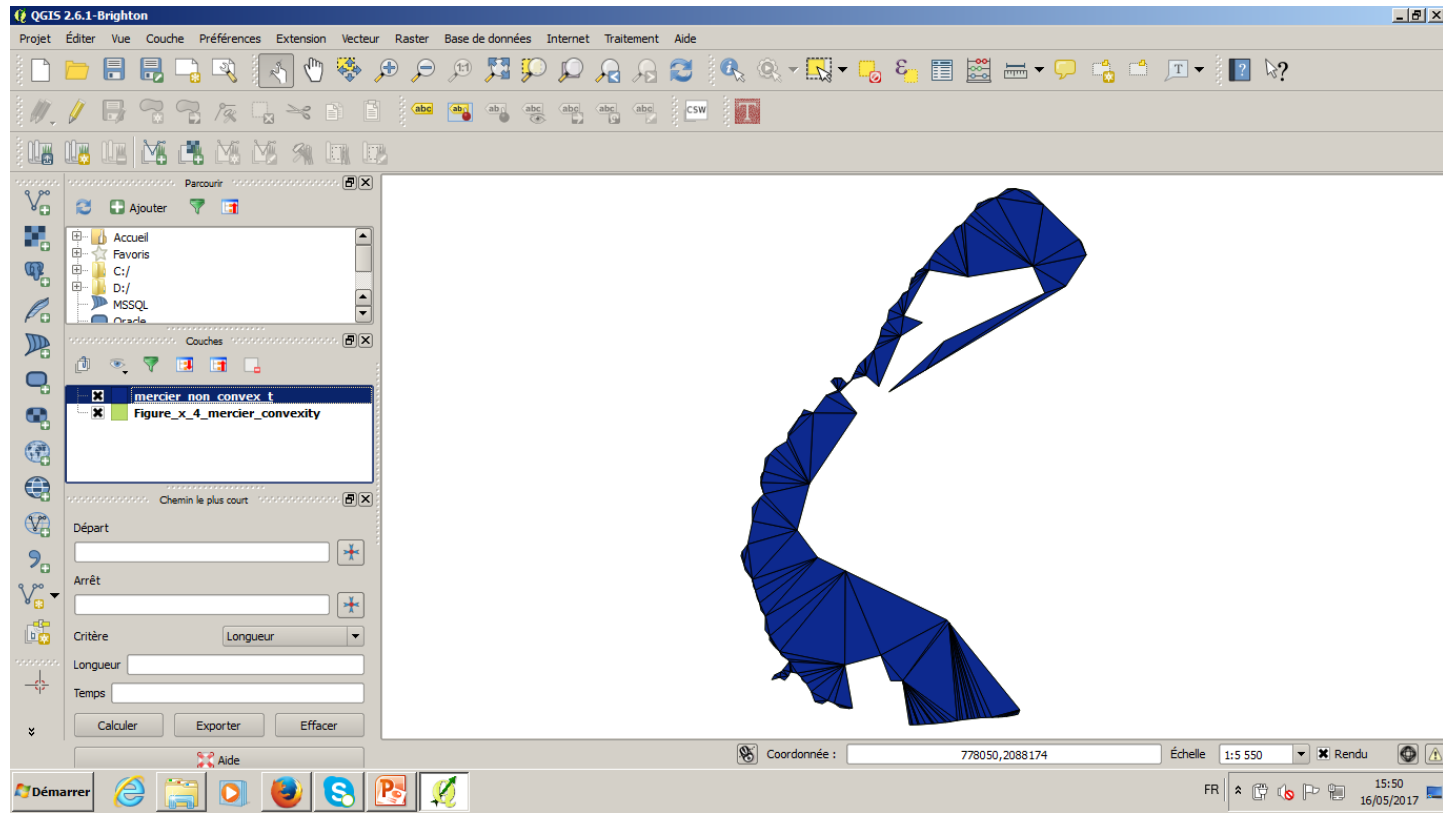 QGIS 2.6.1-Brighton
Projet Éditer Vue Couche Préférences Extension Vecteur Raster Base de données Internet Traitement Aide
abc
CSW
Parcourir
Ajouter
Accueil
Favoris
C:/
D:/
MSSQL
Oracle
Couches
mercier_non_convex_t
Figure_x_4_mercier_convexity
Chemin le plus court
Départ
Arrêt
Critère Longueur
Longueur
Temps
Calculer Exporter Effacer
Aide
Coordonnée : 778050,2088174 Échelle 1:5 550 Rendu
Démarrer
FR 15:50
16/05/2017